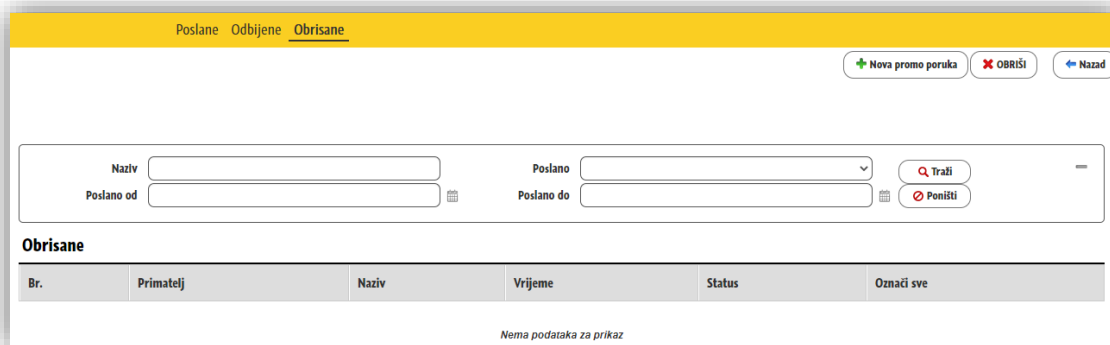 Poslane Odbijene Obrisane
Nova promo poruka OBRIŠI Nazad
Naziv Poslano Traži
Poslano od Poslano do Poništi
Obrisane
Br. Primatelj Naziv Vrijeme Status Označi sve
Nema podataka za prikaz